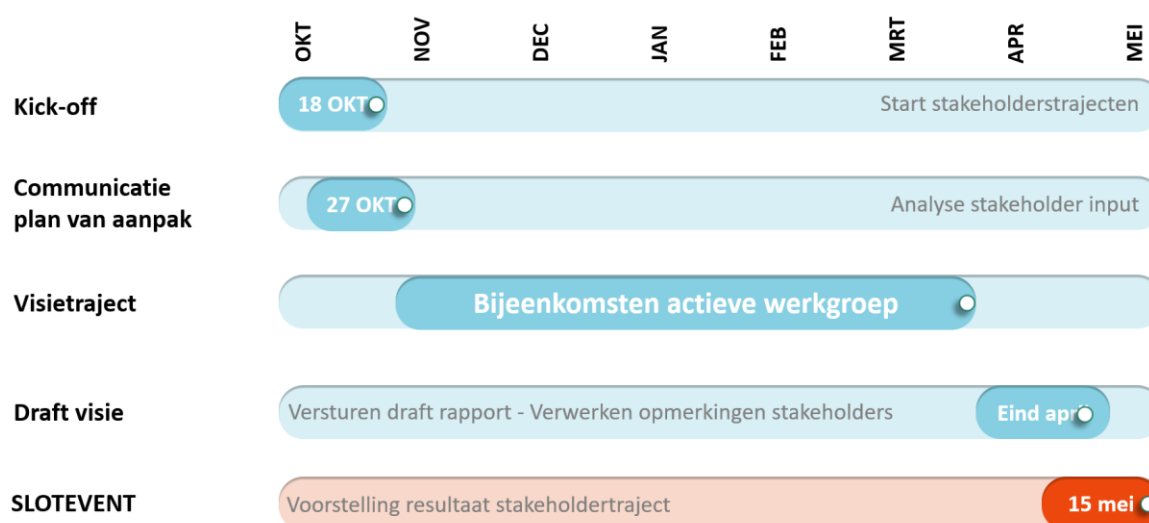 OKT NOV DEC JAN FEB MRT APR MEI
Kick-off
18 OKT
Start stakeholderstrajecten
Communicatie
plan van aanpak
27 OKT
Analyse stakeholder input
Visietraject
Bijeenkomsten actieve werkgroep
Draft visie
Versturen draft rapport - Verwerken opmerkingen stakeholders
Eind april
SLOTEVENT
Voorstelling resultaat stakeholdertraject
15 mei